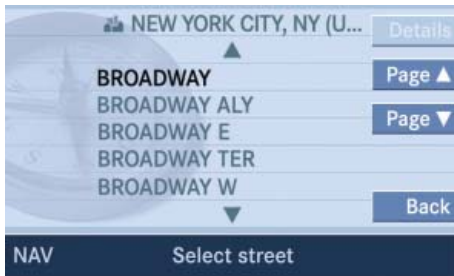 NEW YORK CITY, NY (U...
Details
BROADWAY
Page ▲
BROADWAY ALY
Page ▼
BROADWAY E
BROADWAY TER
BROADWAY W
Back
NAV Select street